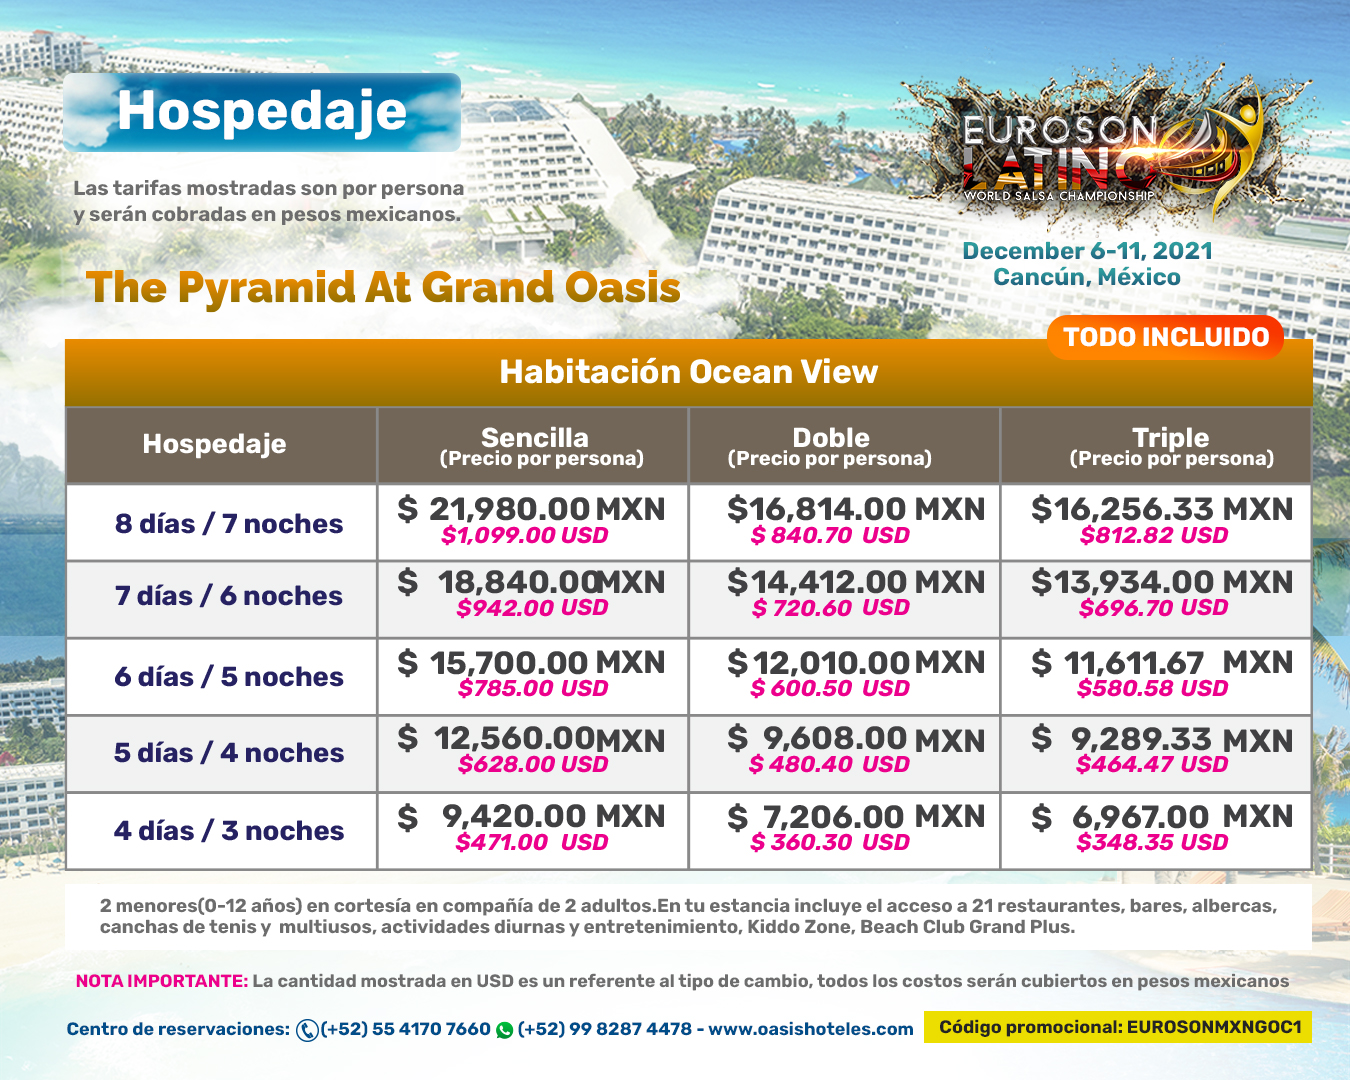 Hospedaje
Las tarifas mostradas son por persona
y serán cobradas en pesos mexicanos.
EUROSON
LATINO
WORLD SALSA CHAMPIONSHIP
December 6-11, 2021
Cancún, México
The Pyramid At Grand Oasis
TODO INCLUIDO
Habitación Ocean View
Hospedaje
Sencilla
(Precio por persona)
Doble
(Precio por persona)
Triple
(Precio por persona)
8 días / 7 noches
$ 21,980.00 MXN
$1,099.00 USD
$16,814.00 MXN
$ 840.70 USD
$16,256.33 MXN
$812.82 USD
7 días / 6 noches
$ 18,840.00MXN
$942.00 USD
$14,412.00 MXN
$ 720.60 USD
$13,934.00 MXN
$696.70 USD
6 días / 5 noches
$ 15,700.00 MXN
$785.00 USD
$12,010.00 MXN
$ 600.50 USD
$ 11,611.67 MXN
$580.58 USD
5 días / 4 noches
$ 12,560.00MXN
$628.00 USD
$ 9,608.00 MXN
$ 480.40 USD
$ 9,289.33 MXN
$464.47 USD
4 días / 3 noches
$ 9,420.00 MXN
$471.00 USD
$ 7,206.00 MXN
$ 360.30 USD
$ 6,967.00 MXN
$348.35 USD
2 menores(0-12 años) en cortesía en compañía de 2 adultos.En tu estancia incluye el acceso a 21 restaurantes, bares, albercas,
canchas de tenis y multiusos, actividades diurnas y entretenimiento, Kiddo Zone, Beach Club Grand Plus.
NOTA IMPORTANTE: La cantidad mostrada en USD es un referente al tipo de cambio, todos los costos serán cubiertos en pesos mexicanos
Centro de reservaciones: (+52) 55 4170 7660 (+52) 99 8287 4478 - www.oasishoteles.com
Código promocional: EUROSONMXNGOC1